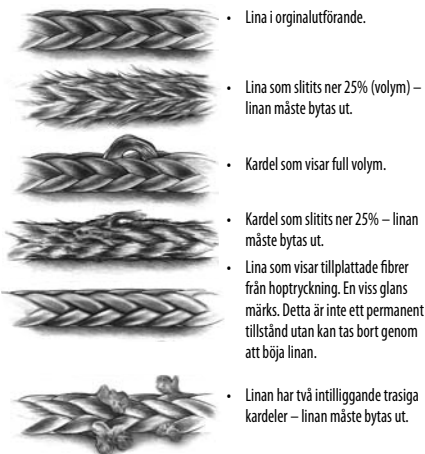 • Lina i orginalutförande.
• Lina som slitits ner 25% (volym) –
linan måste bytas ut.
• Kardel som visar full volym.
• Kardel som slitits ner 25% – linan
måste bytas ut.
• Lina som visar tillplattade fibrer
från hoptryckning. En viss glans
märks. Detta är inte ett permanent
tillstånd utan kan tas bort genom
att böja linan.
• Linan har två intilliggande trasiga
kardeler – linan måste bytas ut.